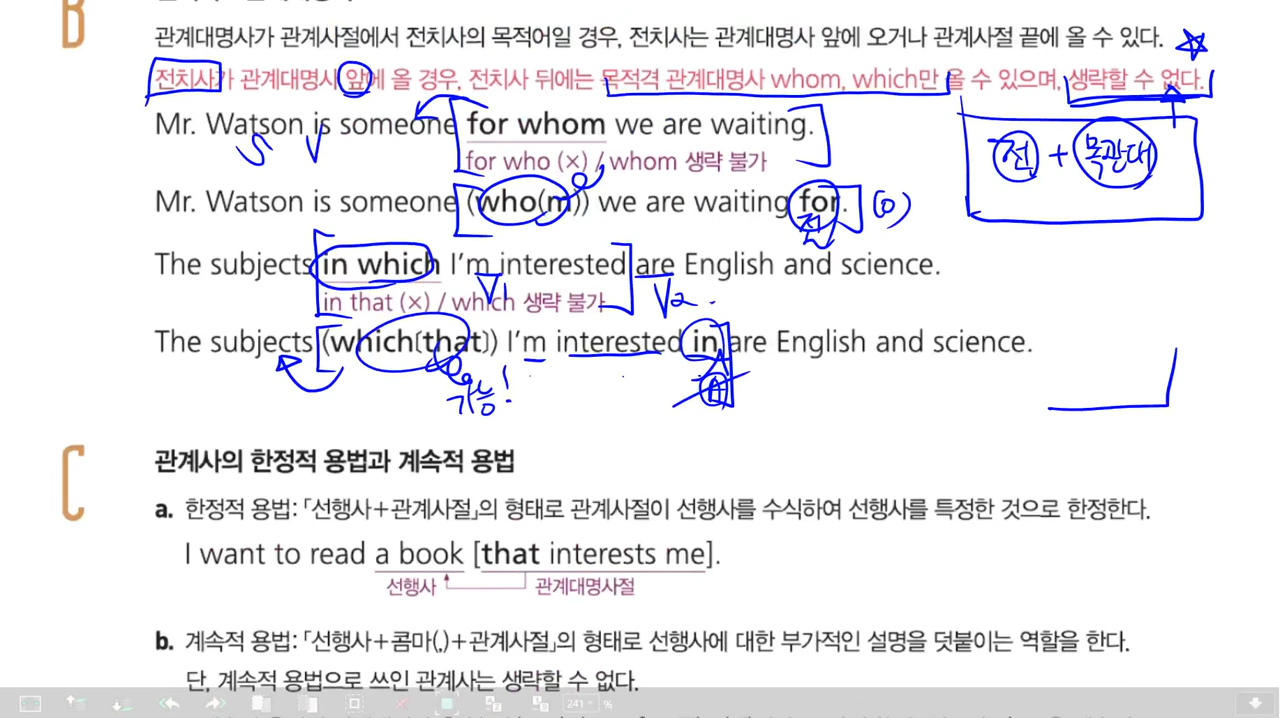 B
관계대명사가 관계사절에서 전치사의 목적어일 경우, 전치사는 관계대명사 앞에 오거나 관계사절 끝에 올 수 있다.
전치사가 관계대명사 앞에 올 경우, 전치사 뒤에는 목적격 관계대명사 whom, which만 올 수 있으며, 생략할 수 없다.
Mr. Watson is someone for whom we are waiting.
S V
for who (×) / whom 생략 불가
전 + 목관대
Mr. Watson is someone (who(m)) we are waiting for. (o)
전
The subjects in which I'm interested are English and science.
in that (×) / which 생략 불가
V1 V2
The subjects (which(that)) I'm interested in are English and science.
가능!
C
관계사의 한정적 용법과 계속적 용법
a. 한정적 용법: 「선행사+관계사절」의 형태로 관계사절이 선행사를 수식하여 선행사를 특정한 것으로 한정한다.
I want to read a book [that interests me].
선행사 관계대명사절
b. 계속적 용법: 「선행사+콤마(,)+관계사절」의 형태로 선행사에 대한 부가적인 설명을 덧붙이는 역할을 한다.
단, 계속적 용법으로 쓰인 관계사는 생략할 수 없다.
241 %